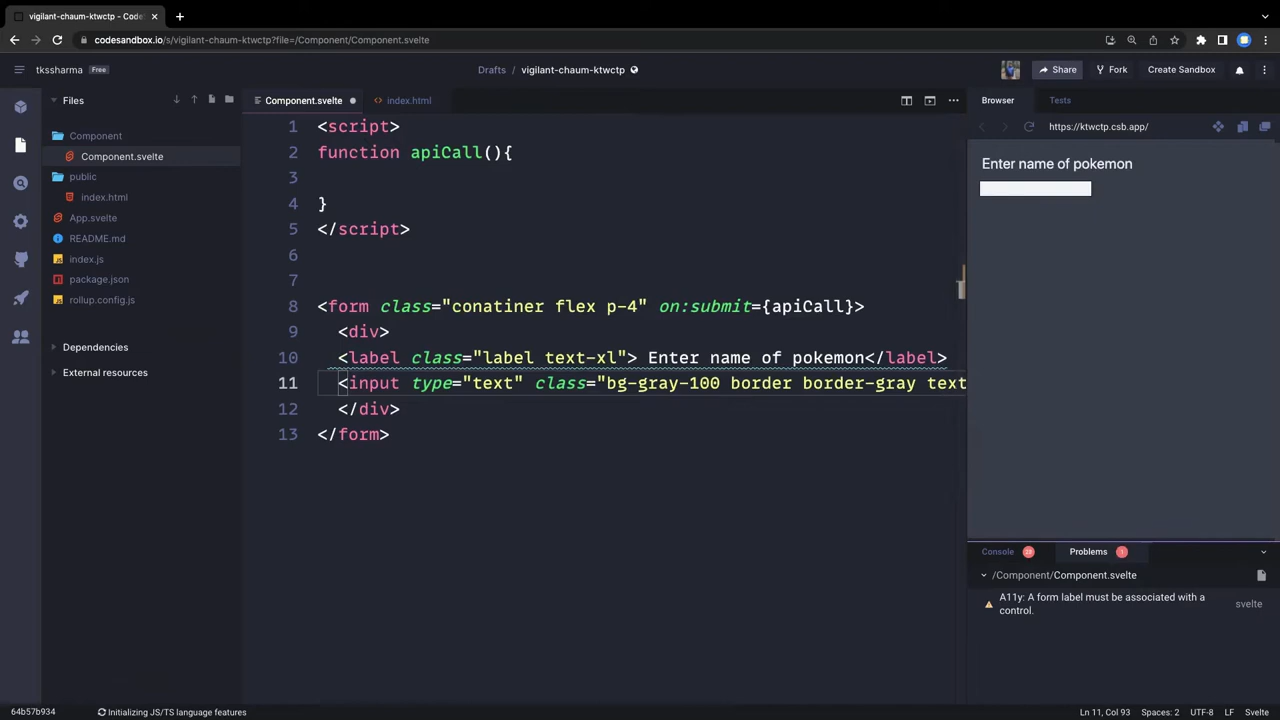 vigilant-chaum-ktwctp - Code
codesandbox.io/s/vigilant-chaum-ktwctp?file=/Component/Component.svelte
tkssharma Free
Drafts / vigilant-chaum-ktwctp
Share
Fork
Create Sandbox
Files
Component
Component.svelte
public
index.html
App.svelte
README.md
index.js
package.json
rollup.config.js
Dependencies
External resources
Component.svelte
index.html
1 <script>
2 function apiCall(){
3
4 }
5 </script>
6
7
8 <form class="conatiner flex p-4" on:submit={apiCall}>
9 <div>
10 <label class="label text-xl"> Enter name of pokemon</label>
11 <input type="text" class="bg-gray-100 border border-gray text
12 </div>
13 </form>
Browser
Tests
https://ktwctp.csb.app/
Enter name of pokemon
Console
Problems 1
/Component/Component.svelte
A11y: A form label must be associated with a
control.
svelte
64b57b934
Initializing JS/TS language features
Ln 11, Col 93
Spaces: 2
UTF-8
LF
Svelte